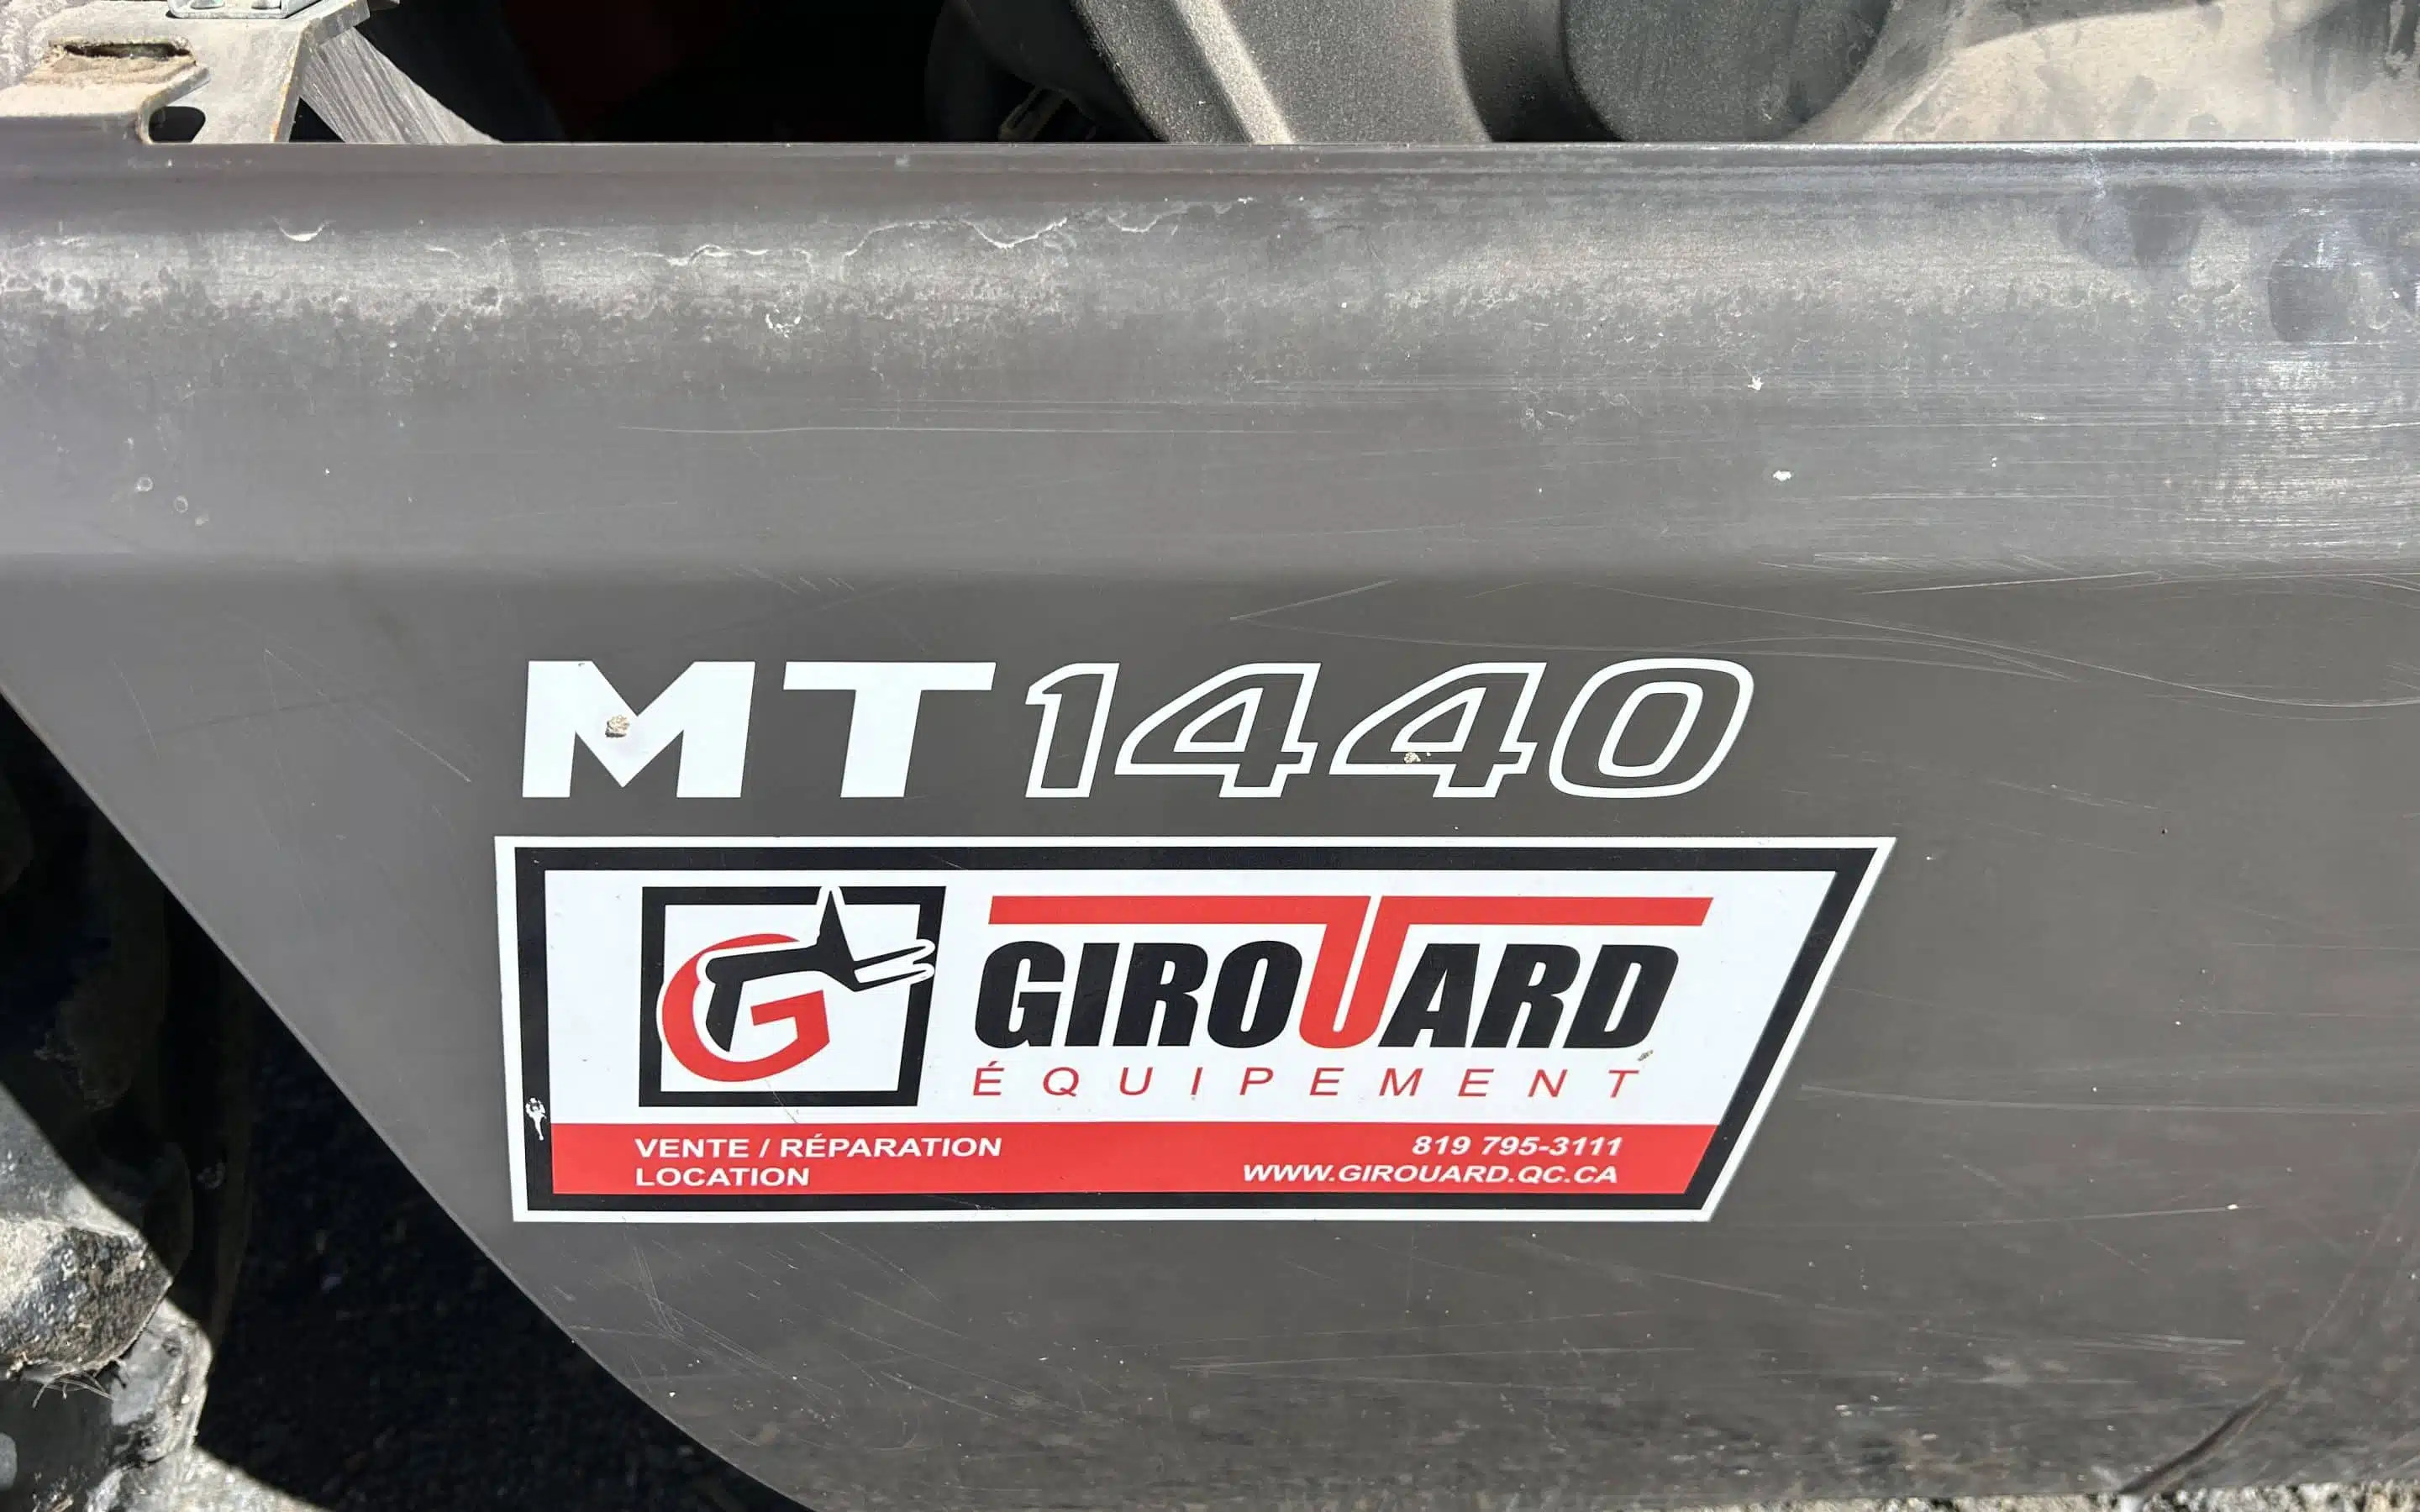 MT1440
G
GIROUARD
ÉQUIPEMENT
VENTE / RÉPARATION
LOCATION
819 795-3111
WWW.GIROUARD.QC.CA